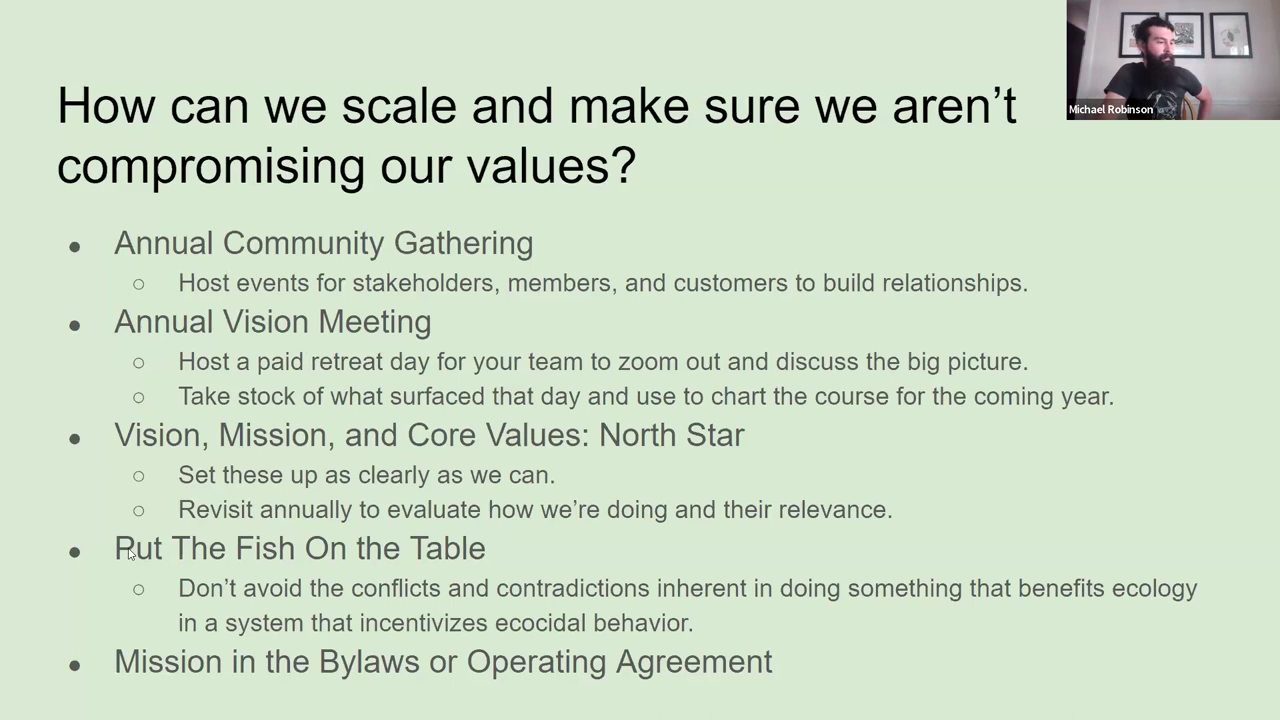 How can we scale and make sure we aren’t
compromising our values?
Michael Robinson
● Annual Community Gathering
○ Host events for stakeholders, members, and customers to build relationships.
● Annual Vision Meeting
○ Host a paid retreat day for your team to zoom out and discuss the big picture.
○ Take stock of what surfaced that day and use to chart the course for the coming year.
● Vision, Mission, and Core Values: North Star
○ Set these up as clearly as we can.
○ Revisit annually to evaluate how we’re doing and their relevance.
● Put The Fish On the Table
○ Don’t avoid the conflicts and contradictions inherent in doing something that benefits ecology
in a system that incentivizes ecocidal behavior.
● Mission in the Bylaws or Operating Agreement